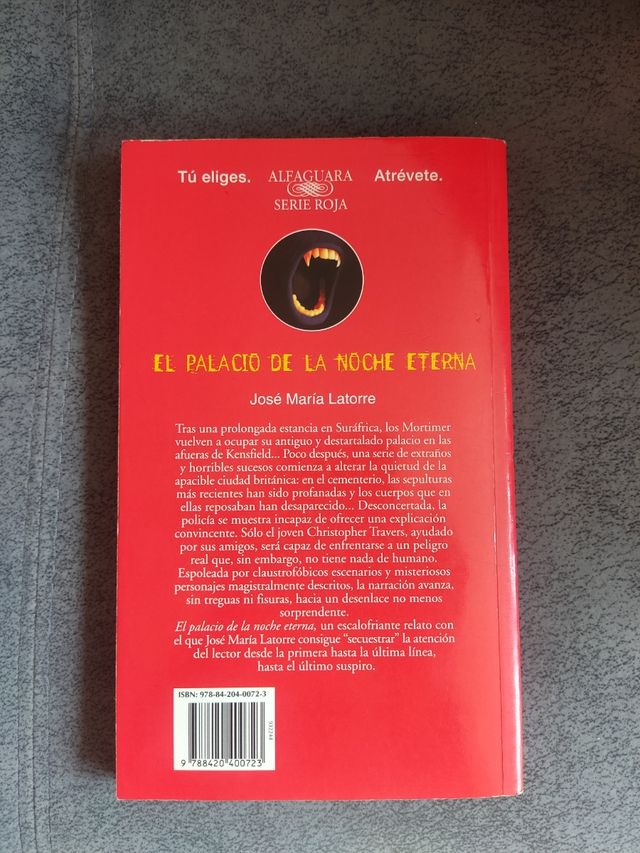 Tú eliges. ALFAGUARA Atrévete.
SERIE ROJA
EL PALACIO DE LA NOCHE ETERNA
José María Latorre
Tras una prolongada estancia en Suráfrica, los Mortimer
vuelven a ocupar su antiguo y destartalado palacio en las
afueras de Kensfield... Poco después, una serie de extraños
y horribles sucesos comienza a alterar la quietud de la
apacible ciudad británica: en el cementerio, las sepulturas
más recientes han sido profanadas y los cuerpos que en
ellas reposaban han desaparecido... Desconcertada, la
policía se muestra incapaz de ofrecer una explicación
convincente. Sólo el joven Christopher Travers, ayudado
por sus amigos, será capaz de enfrentarse a un peligro
real que, sin embargo, no tiene nada de humano.
Espoleada por claustrofóbicos escenarios y misteriosos
personajes magistralmente descritos, la narración avanza,
sin treguas ni fisuras, hacia un desenlace no menos
sorprendente.
El palacio de la noche eterna, un escalofriante relato con
el que José María Latorre consigue “secuestrar” la atención
del lector desde la primera hasta la última línea,
hasta el último suspiro.
ISBN: 978-84-204-0072-3
932244
9 788420 400723